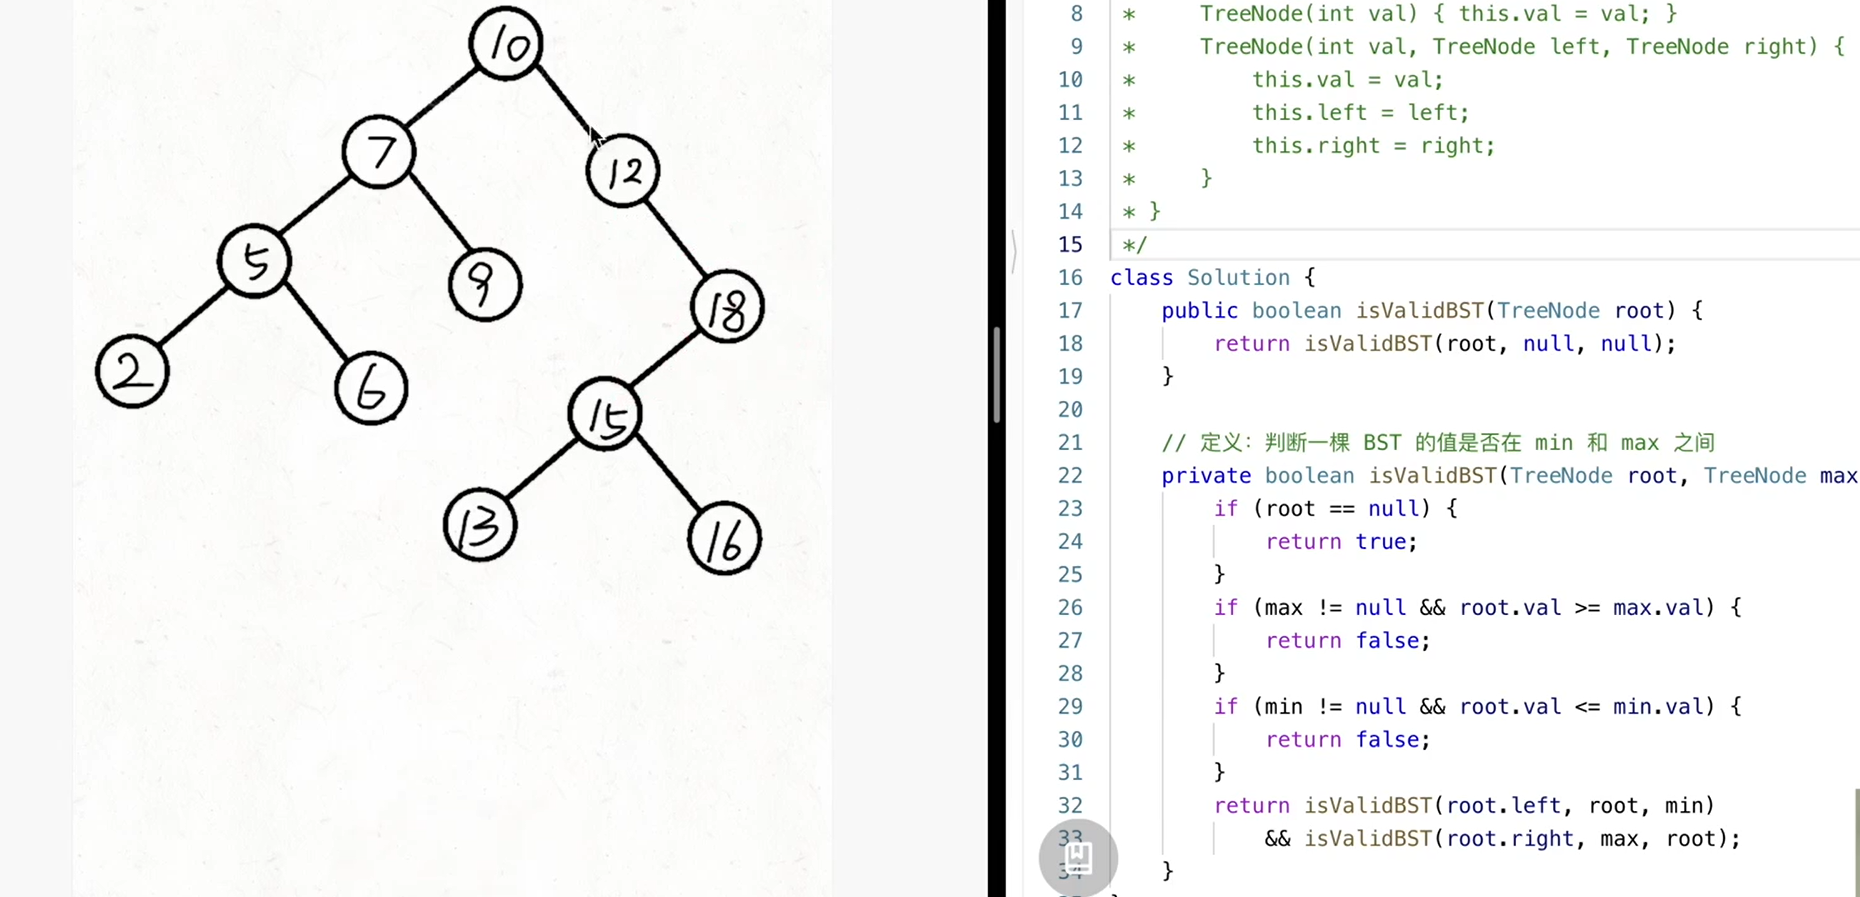 10
7
12
5
9
18
2
6
15
13
16
8 * TreeNode(int val) { this.val = val; }
9 * TreeNode(int val, TreeNode left, TreeNode right) {
10 * this.val = val;
11 * this.left = left;
12 * this.right = right;
13 * }
14 * }
15 */
16 class Solution {
17 public boolean isValidBST(TreeNode root) {
18 return isValidBST(root, null, null);
19 }
20
21 // 定义：判断一棵 BST 的值是否在 min 和 max 之间
22 private boolean isValidBST(TreeNode root, TreeNode max
23 if (root == null) {
24 return true;
25 }
26 if (max != null && root.val >= max.val) {
27 return false;
28 }
29 if (min != null && root.val <= min.val) {
30 return false;
31 }
32 return isValidBST(root.left, root, min)
33 && isValidBST(root.right, max, root);
34 }